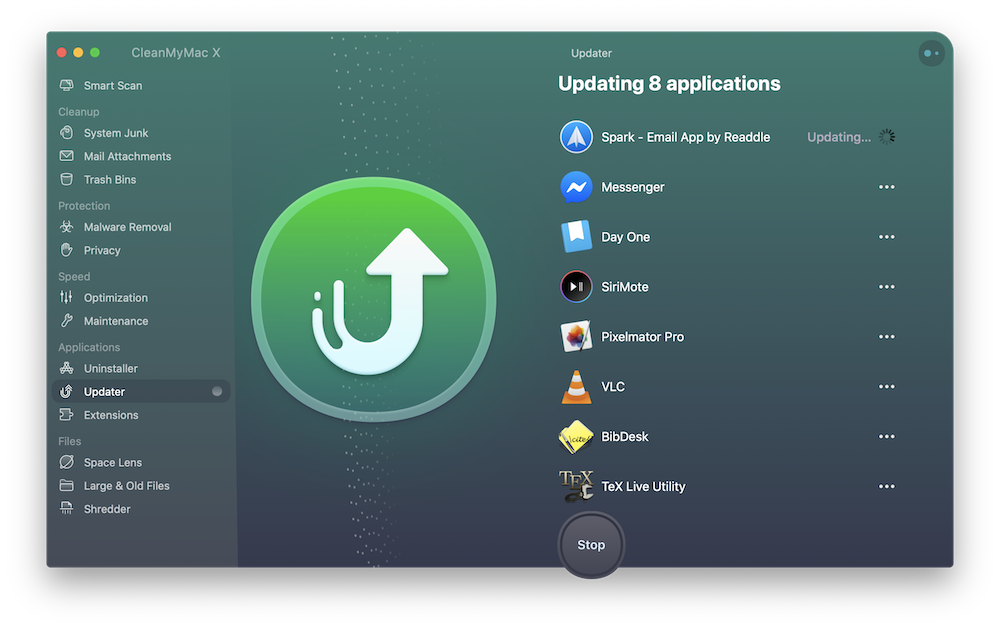 CleanMyMac X
Smart Scan
Cleanup
System Junk
Mail Attachments
Trash Bins
Protection
Malware Removal
Privacy
Speed
Optimization
Maintenance
Applications
Uninstaller
Updater
Extensions
Files
Space Lens
Large & Old Files
Shredder
Updater
Updating 8 applications
Spark - Email App by Readdle Updating...
Messenger
Day One
SiriMote
Pixelmator Pro
VLC
cite
BibDesk
TEX
TeX Live Utility
Stop